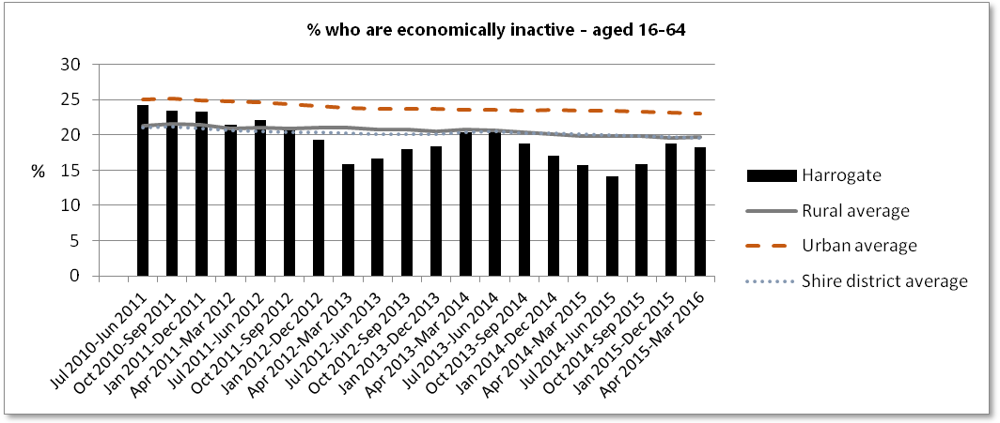 % who are economically inactive - aged 16-64
30
25
20
15
10
5
0
%
Jul 2010-Jun 2011
Oct 2010-Sep 2011
Jan 2011-Dec 2011
Apr 2011-Mar 2012
Jul 2011-Jun 2012
Oct 2011-Sep 2012
Jan 2012-Dec 2012
Apr 2012-Mar 2013
Jul 2012-Jun 2013
Oct 2012-Sep 2013
Jan 2013-Dec 2013
Apr 2013-Mar 2014
Jul 2013-Jun 2014
Oct 2013-Sep 2014
Jan 2014-Dec 2014
Apr 2014-Mar 2015
Jul 2014-Jun 2015
Oct 2014-Sep 2015
Jan 2015-Dec 2015
Apr 2015-Mar 2016
Harrogate
Rural average
Urban average
Shire district average